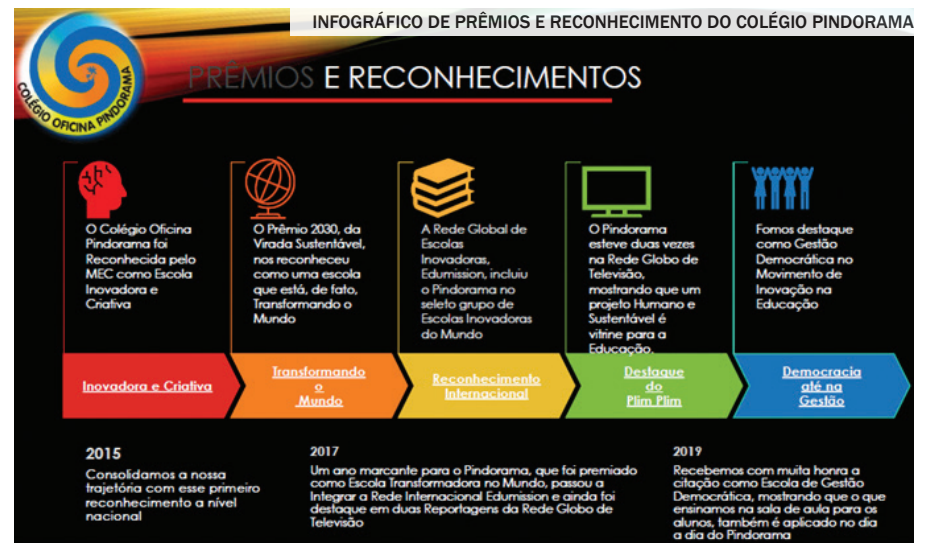 INFOGRÁFICO DE PRÊMIOS E RECONHECIMENTO DO COLÉGIO PINDORAMA
COLÉGIO OFICINA PINDORAMA
PRÊMIOS E RECONHECIMENTOS
O Colégio Oficina
Pindorama foi
Reconhecida pelo
MEC como Escola
Inovadora e
Criativa
O Prêmio 2030, da
Virada Sustentável,
nos reconheceu
como uma escola
que está, de fato,
Transformando o
Mundo
A Rede Global de
Escolas
Inovadoras,
Edumission, incluiu
o Pindorama no
seleto grupo de
Escolas Inovadoras
do Mundo
O Pindorama
esteve duas vezes
na Rede Globo de
Televisão,
mostrando que um
projeto Humano e
Sustentável é
vitrine para a
Educação.
Fomos destaque
como Gestão
Democrática no
Movimento de
Inovação na
Educação
Inovadora e Criativa
Transformando
o
Mundo
Reconhecimento
Internacional
Destaque
do
Plim Plim
Democracia
até na
Gestão
2015
Consolidamos a nossa
trajetória com esse primeiro
reconhecimento a nível
nacional
2017
Um ano marcante para o Pindorama, que foi premiado
como Escola Transformadora no Mundo, passou a
Integrar a Rede Internacional Edumission e ainda foi
destaque em duas Reportagens da Rede Globo de
Televisão
2019
Recebemos com muita honra a
citação como Escola de Gestão
Democrática, mostrando que o que
ensinamos na sala de aula para os
alunos, também é aplicado no dia
a dia do Pindorama